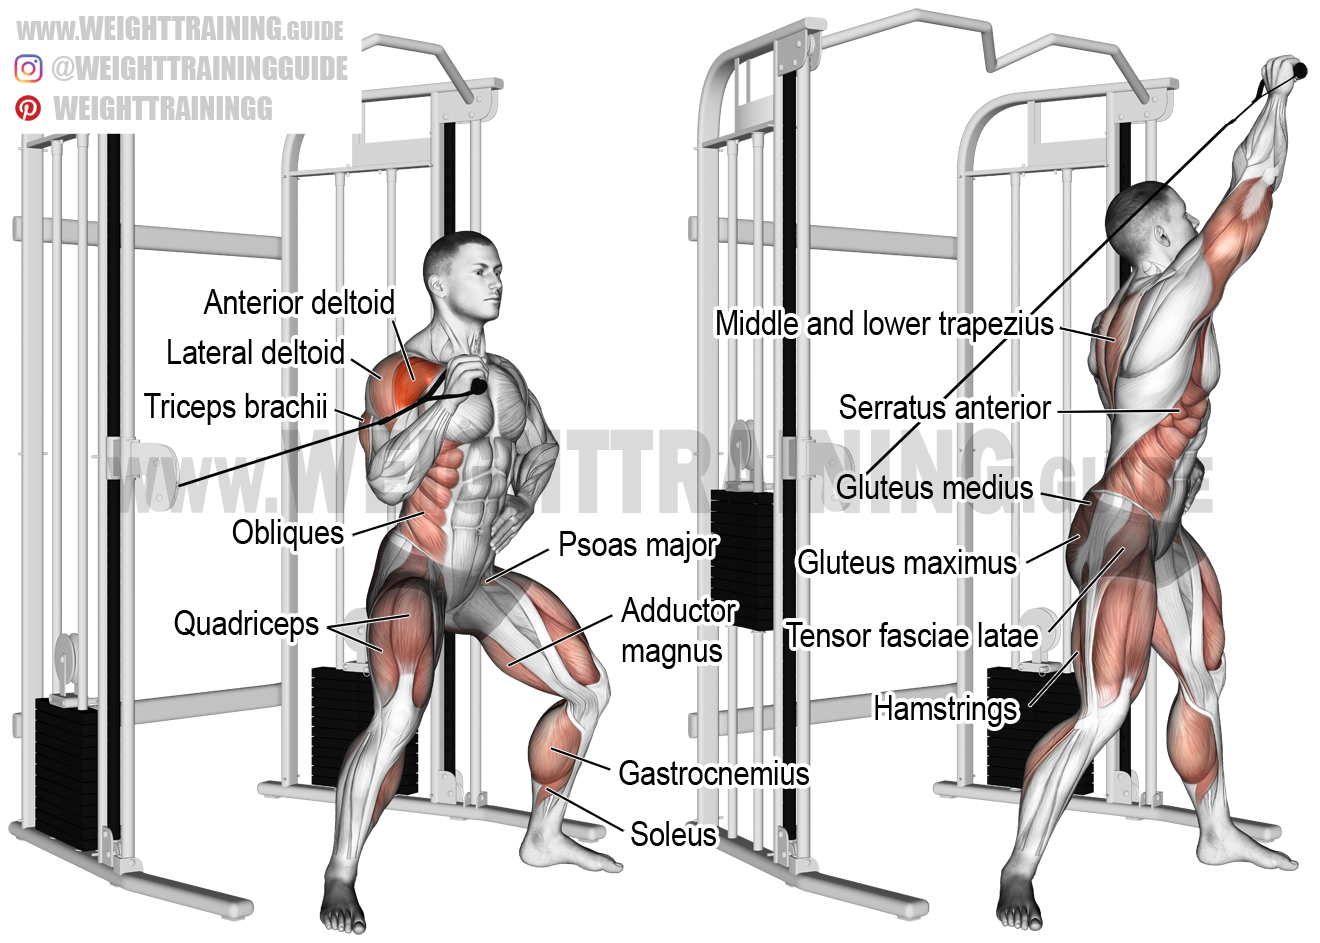 www.WEIGHTTRAINING.GUIDE
@WEIGHTTRAININGGUIDE
WEIGHTTRAININGG
Anterior deltoid
Lateral deltoid
Triceps brachii
Obliques
Quadriceps
Psoas major
Adductor
magnus
Gastrocnemius
Soleus
Middle and lower trapezius
Serratus anterior
Gluteus medius
Gluteus maximus
Tensor fasciae latae
Hamstrings
www.WEIGHTTRAINING.GUIDE